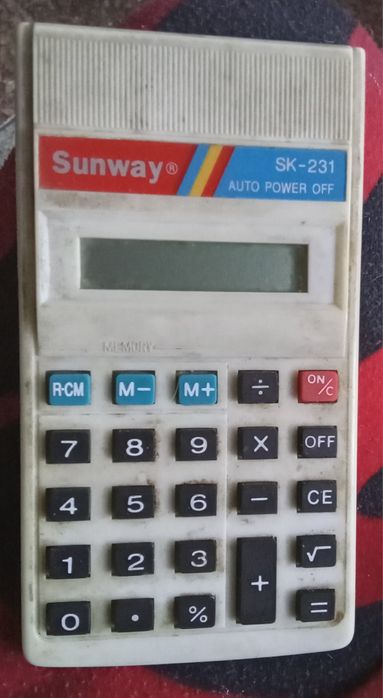 Sunway® SK-231
AUTO POWER OFF
MEMORY
R·CM M− M+ ÷ ON/C
7 8 9 X OFF
4 5 6 − CE
1 2 3 + √
0 . % =